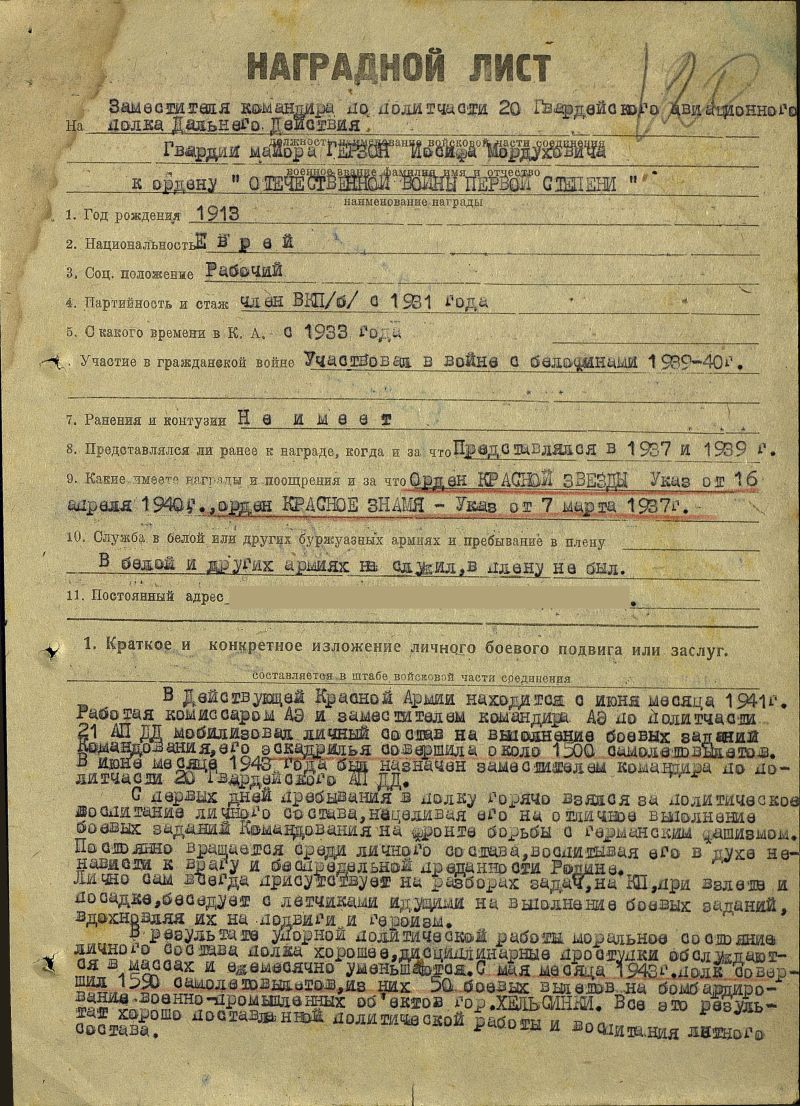 НАГРАДНОЙ ЛИСТ
120
Заместителя командира по политчасти 20 Гвардейского авиационного
На полка Дальнего Действия
должность наименование войсковой части соединения
Гвардии майора ГЕРЗОН Иосифа Мордуховича
военное звание фамилия имя и отчество
к ордену " ОТЕЧЕСТВЕННОЙ ВОЙНЫ ПЕРВОЙ СТЕПЕНИ "
наименование награды
1. Год рождения 1913
2. Национальность Е в р е й
3. Соц. положение Рабочий
4. Партийность и стаж член ВКП/б/ с 1931 года
5. С какого времени в К. А. с 1933 года
. Участие в гражданской войне Участвовал в войне с белофинами 1939-40г.
7. Ранения и контузии Н е и м е е т
8. Представлялся ли ранее к награде, когда и за что Представлялся в 1937 и 1939 г.
9. Какие имеете награды и поощрения и за что Орден КРАСНОЙ ЗВЕЗДЫ Указ от 16
апреля 1940г.,орден КРАСНОЕ ЗНАМЯ - Указ от 7 марта 1937г.
10. Служба в белой или других буржуазных армиях и пребывание в плену
В белой и других армиях не служил,в плену не был.
11. Постоянный адрес
1. Краткое и конкретное изложение личного боевого подвига или заслуг.
составляется в штабе войсковой части соединения
В Действующей Красной Армии находится с июня месяца 1941г.
Работая комиссаром АЭ и заместителем командира АЭ по политчасти
21 АП ДД мобилизовал личный состав на выполнение боевых заданий
Командования,его эскадрилья совершила около 1500 самолетовылетов.
В июне месяце 1943 года был назначен заместителем командира по по-
литчасти 20 Гвардейского АП ДД.
С первых дней пребывания в полку горячо взялся за политическое
воспитание личного состава,нацеливая его на отличное выполнение
боевых заданий Командования на фронте борьбы с германским фашизмом.
Постоянно вращается среди личного состава,воспитывая его в духе не-
нависти к врагу и беспредельной преданности Родине.
Лично сам всегда присутствует на разборах задач,на КП,при взлете и
посадке,беседует с летчиками идущими на выполнение боевых заданий,
вдохновляя их на подвиги и героизм.
В результате упорной политической работы моральное состояние
личного состава полка хорошее,дисциплинарные проступки обсуждают-
ся в массах и ежемесячно уменьшаются.С мая месяца 1943г.полк совер-
шил 1590 самолетовылетов,из них 50 боевых вылетов на бомбардиро-
вание военно-промышленных об'ектов гор.ХЕЛЬСИНКИ. Все это резуль-
тат хорошо поставленной политической работы и воспитания летного
состава.